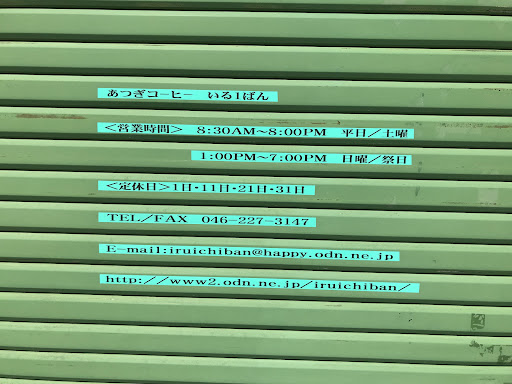 あつぎコーヒー　いる1ばん
＜営業時間＞　8:30AM～8:00PM　平日／土曜
1:00PM～7:00PM　日曜／祭日
＜定休日＞1日・11日・21日・31日
TEL／FAX　046－227－3147
E－mail:iruichiban@happy.odn.ne.jp
http:／／www2.odn.ne.jp／iruichiban／